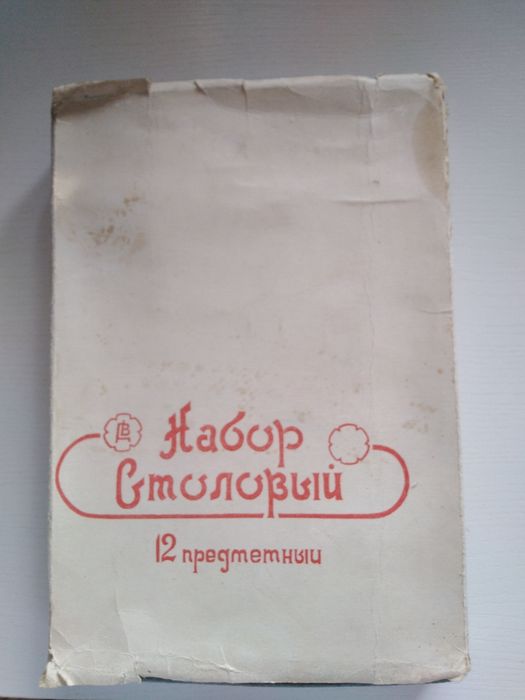 Набор
Столовый
12 предметный